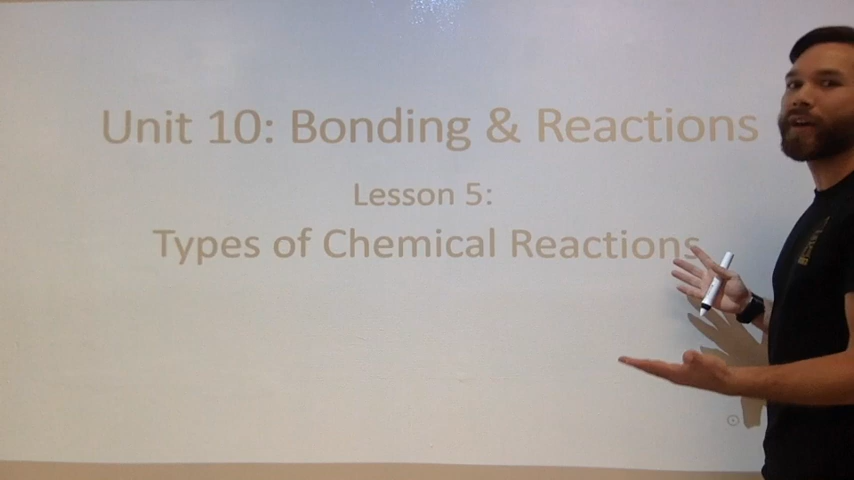 Unit 10: Bonding & Reactions
Lesson 5:
Types of Chemical Reactions